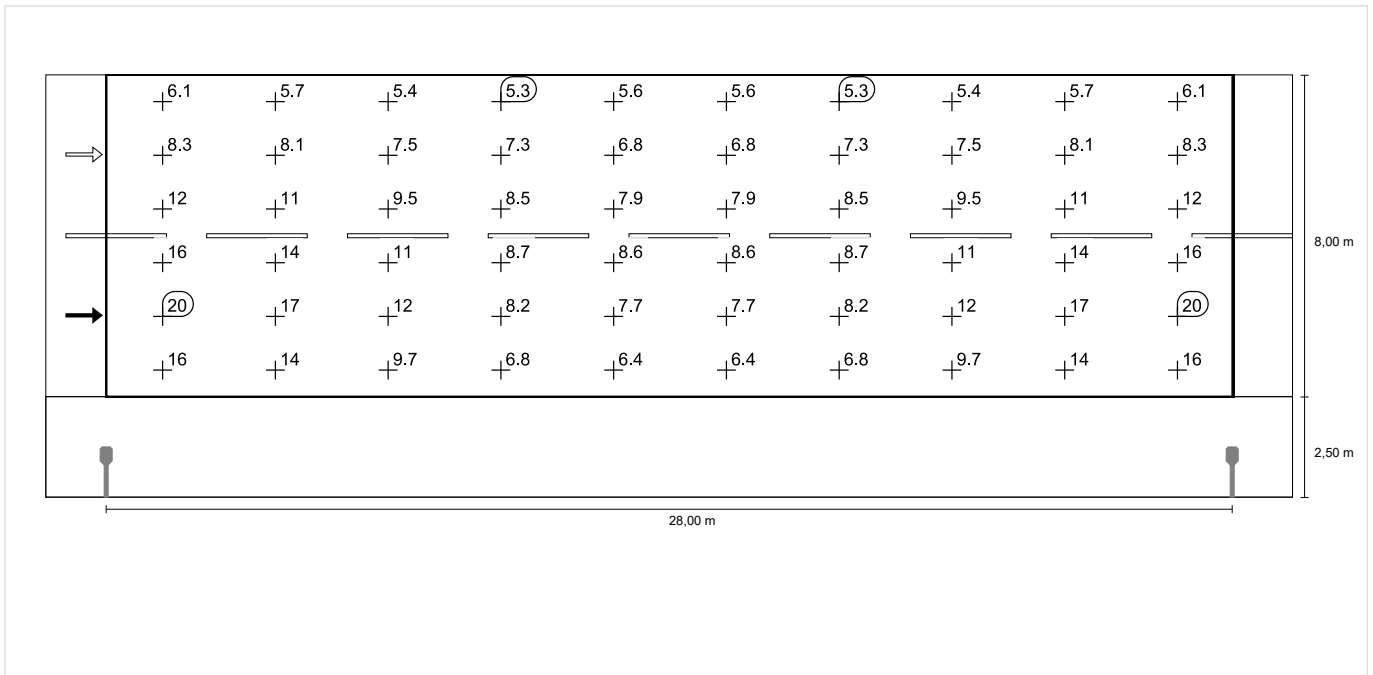 6.1 5.7 5.4 5.3 5.6 5.6 5.3 5.4 5.7 6.1
8.3 8.1 7.5 7.3 6.8 6.8 7.3 7.5 8.1 8.3
12 11 9.5 8.5 7.9 7.9 8.5 9.5 11 12
16 14 11 8.7 8.6 8.6 8.7 11 14 16
8,00 m
20 17 12 8.2 7.7 7.7 8.2 12 17 20
16 14 9.7 6.8 6.4 6.4 6.8 9.7 14 16
2,50 m
28,00 m